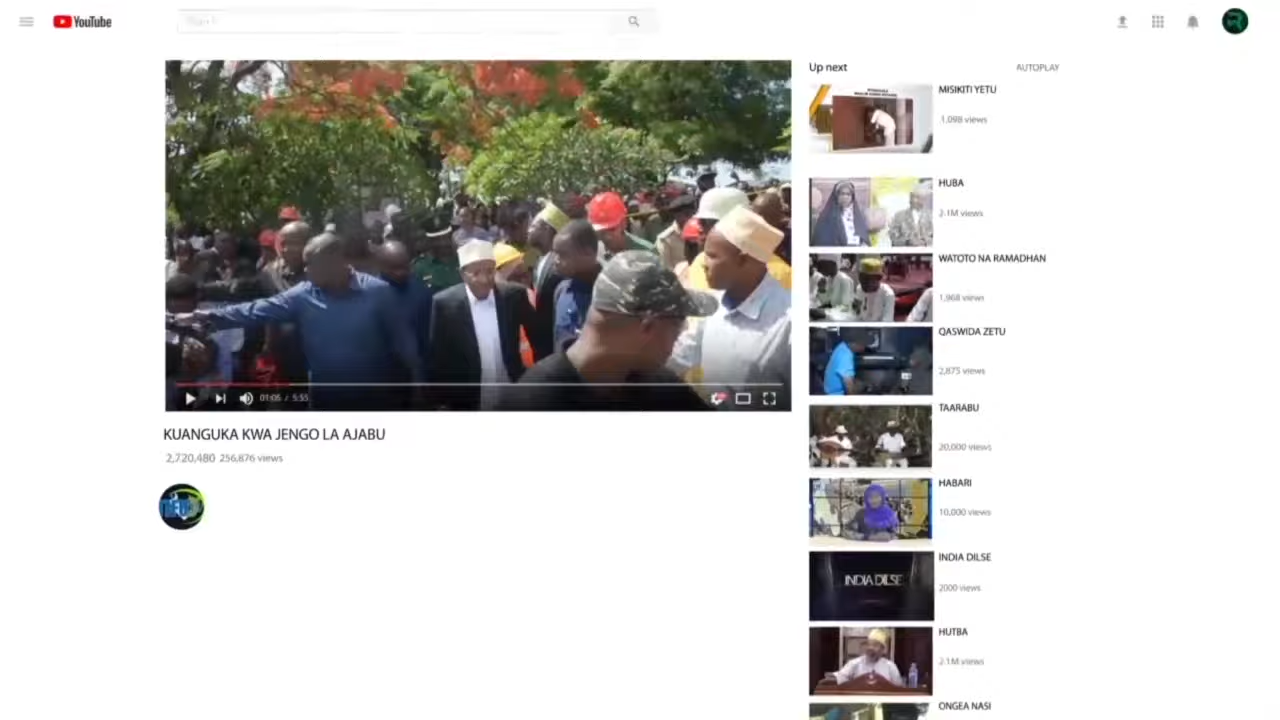 YouTube
Up next
AUTOPLAY
MISIKITI YETU
1,098 views
HUBA
2.1M views
WATOTO NA RAMADHAN
1,968 views
QASWIDA ZETU
2,875 views
TAARABU
20,000 views
HABARI
10,000 views
INDIA DILSE
INDIA DILSE
2000 views
HUTBA
2.1M views
ONGEA NASI
01:06 / 5:55
KUANGUKA KWA JENGO LA AJABU
2,720,480 256,876 views